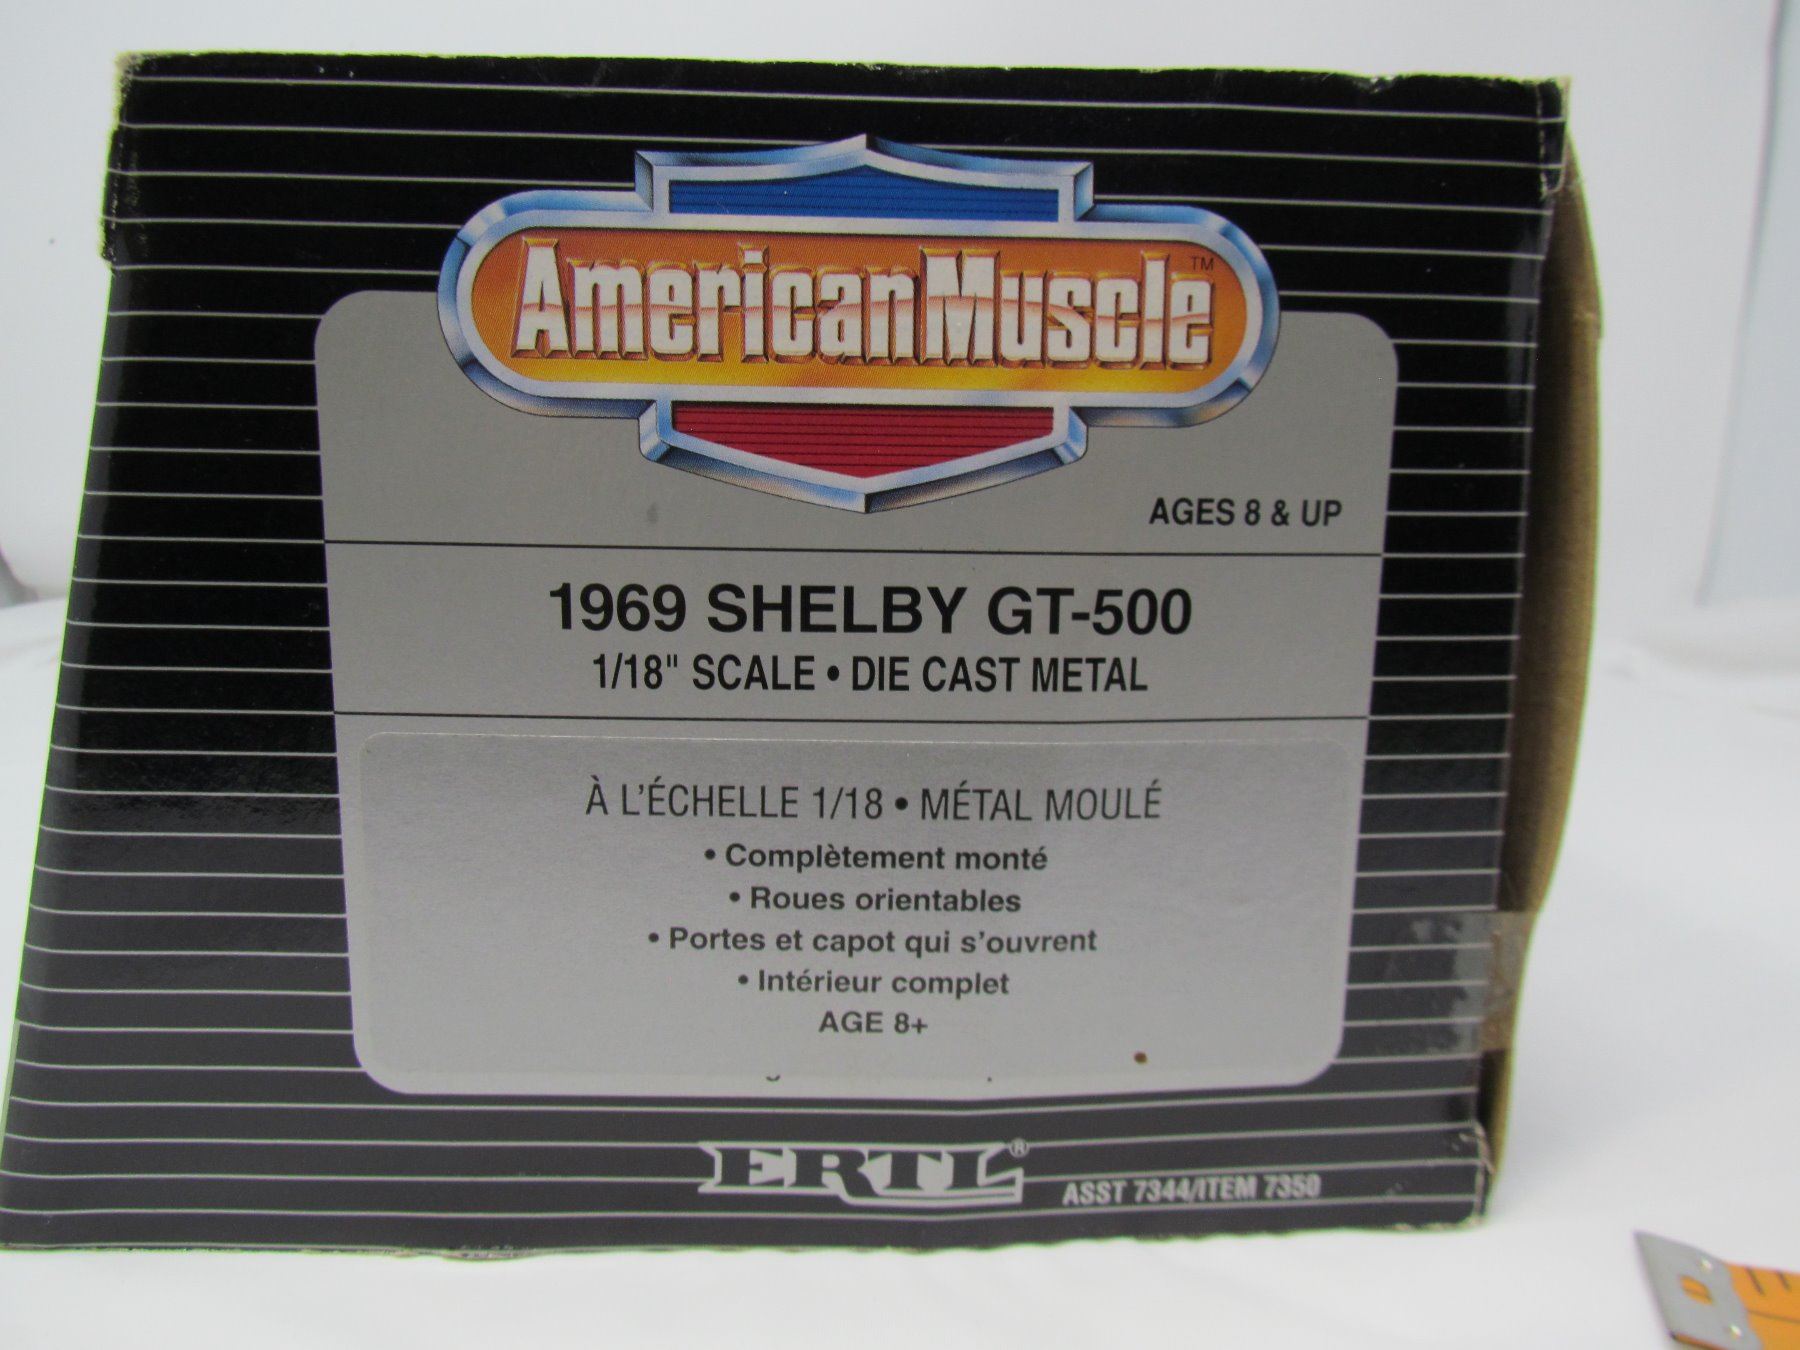 AmericanMuscle™
AGES 8 & UP
1969 SHELBY GT-500
1/18" SCALE • DIE CAST METAL
À L'ÉCHELLE 1/18 • MÉTAL MOULÉ
• Complètement monté
• Roues orientables
• Portes et capot qui s'ouvrent
• Intérieur complet
AGE 8+
ERTL®
ASST 7344/ITEM 7350